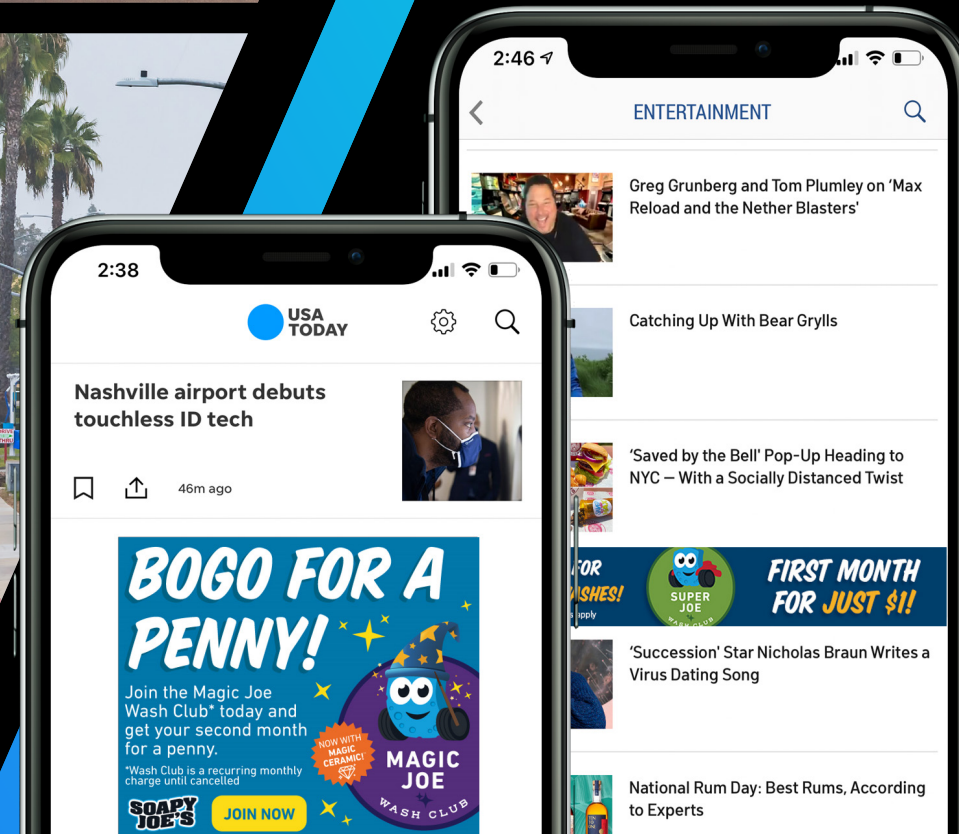 2:46
ENTERTAINMENT
Greg Grunberg and Tom Plumley on ‘Max
Reload and the Nether Blasters'
Catching Up With Bear Grylls
‘Saved by the Bell' Pop-Up Heading to
NYC – With a Socially Distanced Twist
FOR
SUPER
JOE
WASH CLUB
FIRST MONTH
FOR JUST $1!
apply
‘Succession' Star Nicholas Braun Writes a
Virus Dating Song
National Rum Day: Best Rums, According
to Experts
2:38
USA
TODAY
Nashville airport debuts
touchless ID tech
46m ago
BOGO FOR A
PENNY!
Join the Magic Joe
Wash Club* today and
get your second month
for a penny.
*Wash Club is a recurring monthly
charge until cancelled
NOW WITH
MAGIC
CERAMIC!
SOAPY
JOE'S
JOIN NOW
MAGIC
JOE
WASH CLUB